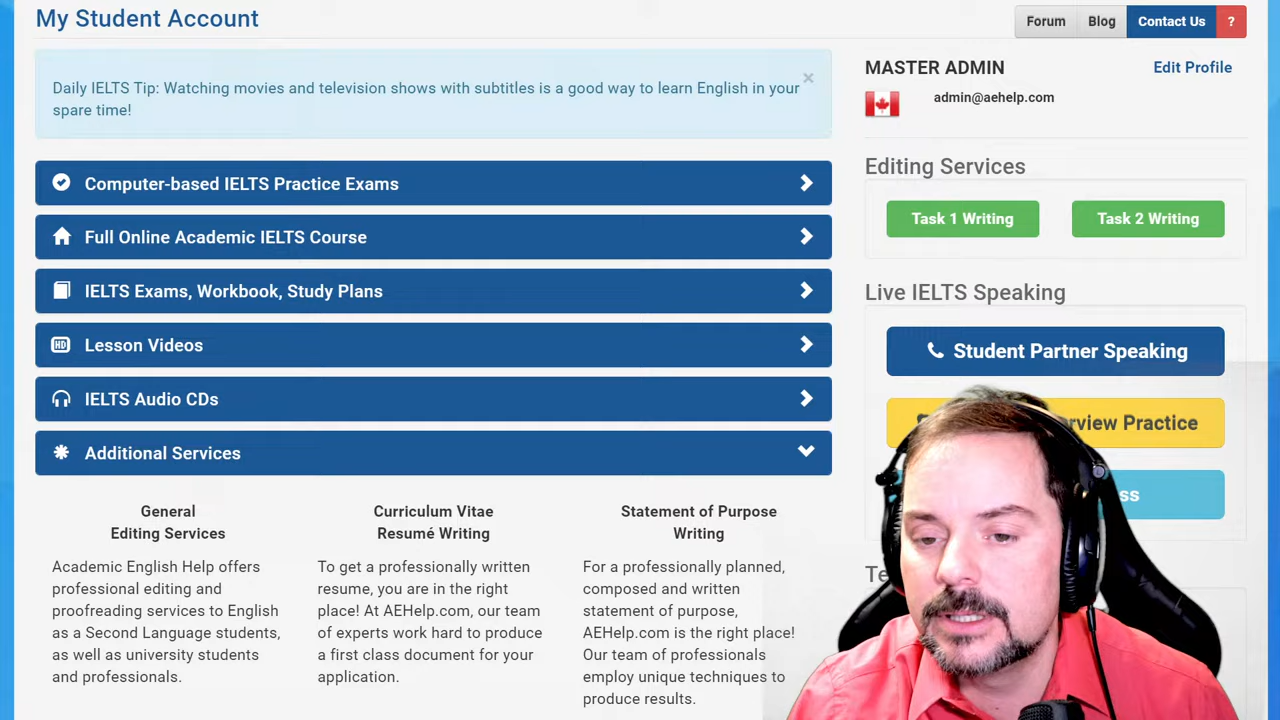 My Student Account
Forum
Blog
Contact Us
?
Daily IELTS Tip: Watching movies and television shows with subtitles is a good way to learn English in your
spare time!
×
MASTER ADMIN
Edit Profile
admin@aehelp.com
Computer-based IELTS Practice Exams
Full Online Academic IELTS Course
IELTS Exams, Workbook, Study Plans
HD
Lesson Videos
IELTS Audio CDs
Additional Services
Editing Services
Task 1 Writing
Task 2 Writing
Live IELTS Speaking
Student Partner Speaking
Practice
General
Editing Services
Academic English Help offers
professional editing and
proofreading services to English
as a Second Language students,
as well as university students
and professionals.
Curriculum Vitae
Resumé Writing
To get a professionally written
resume, you are in the right
place! At AEHelp.com, our team
of experts work hard to produce
a first class document for your
application.
Statement of Purpose
Writing
For a professionally planned,
composed and written
statement of purpose,
AEHelp.com is the right place!
Our team of professionals
employ unique techniques to
produce results.